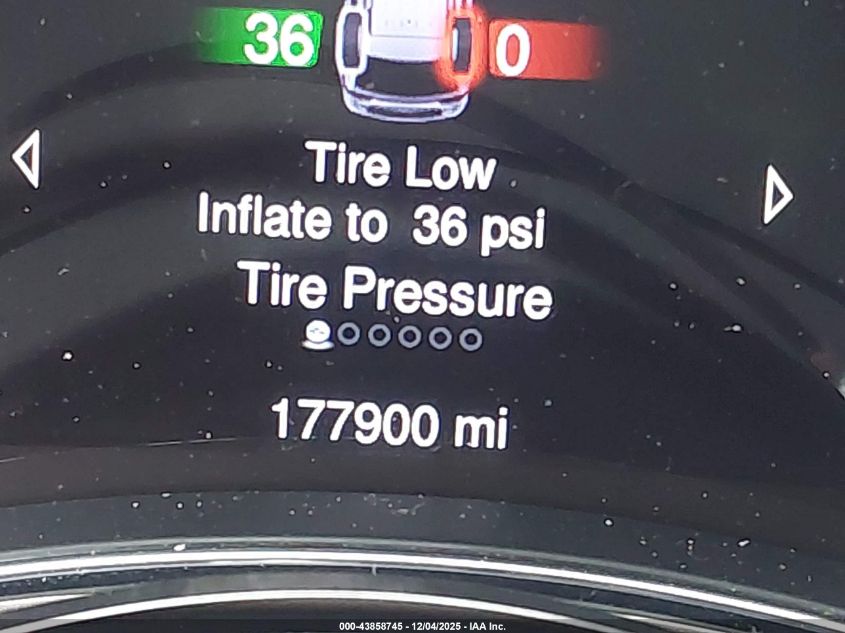 36 0
Tire Low
Inflate to 36 psi
Tire Pressure
177900 mi
000-43858745 - 12/04/2025 - IAA Inc.